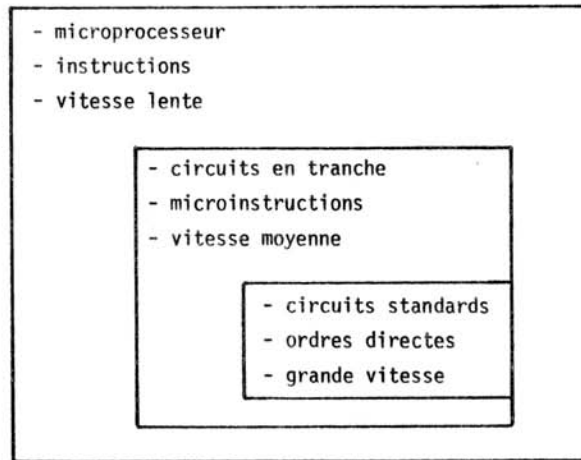 - microprocesseur
- instructions
- vitesse lente
- circuits en tranche
- microinstructions
- vitesse moyenne
- circuits standards
- ordres directes
- grande vitesse